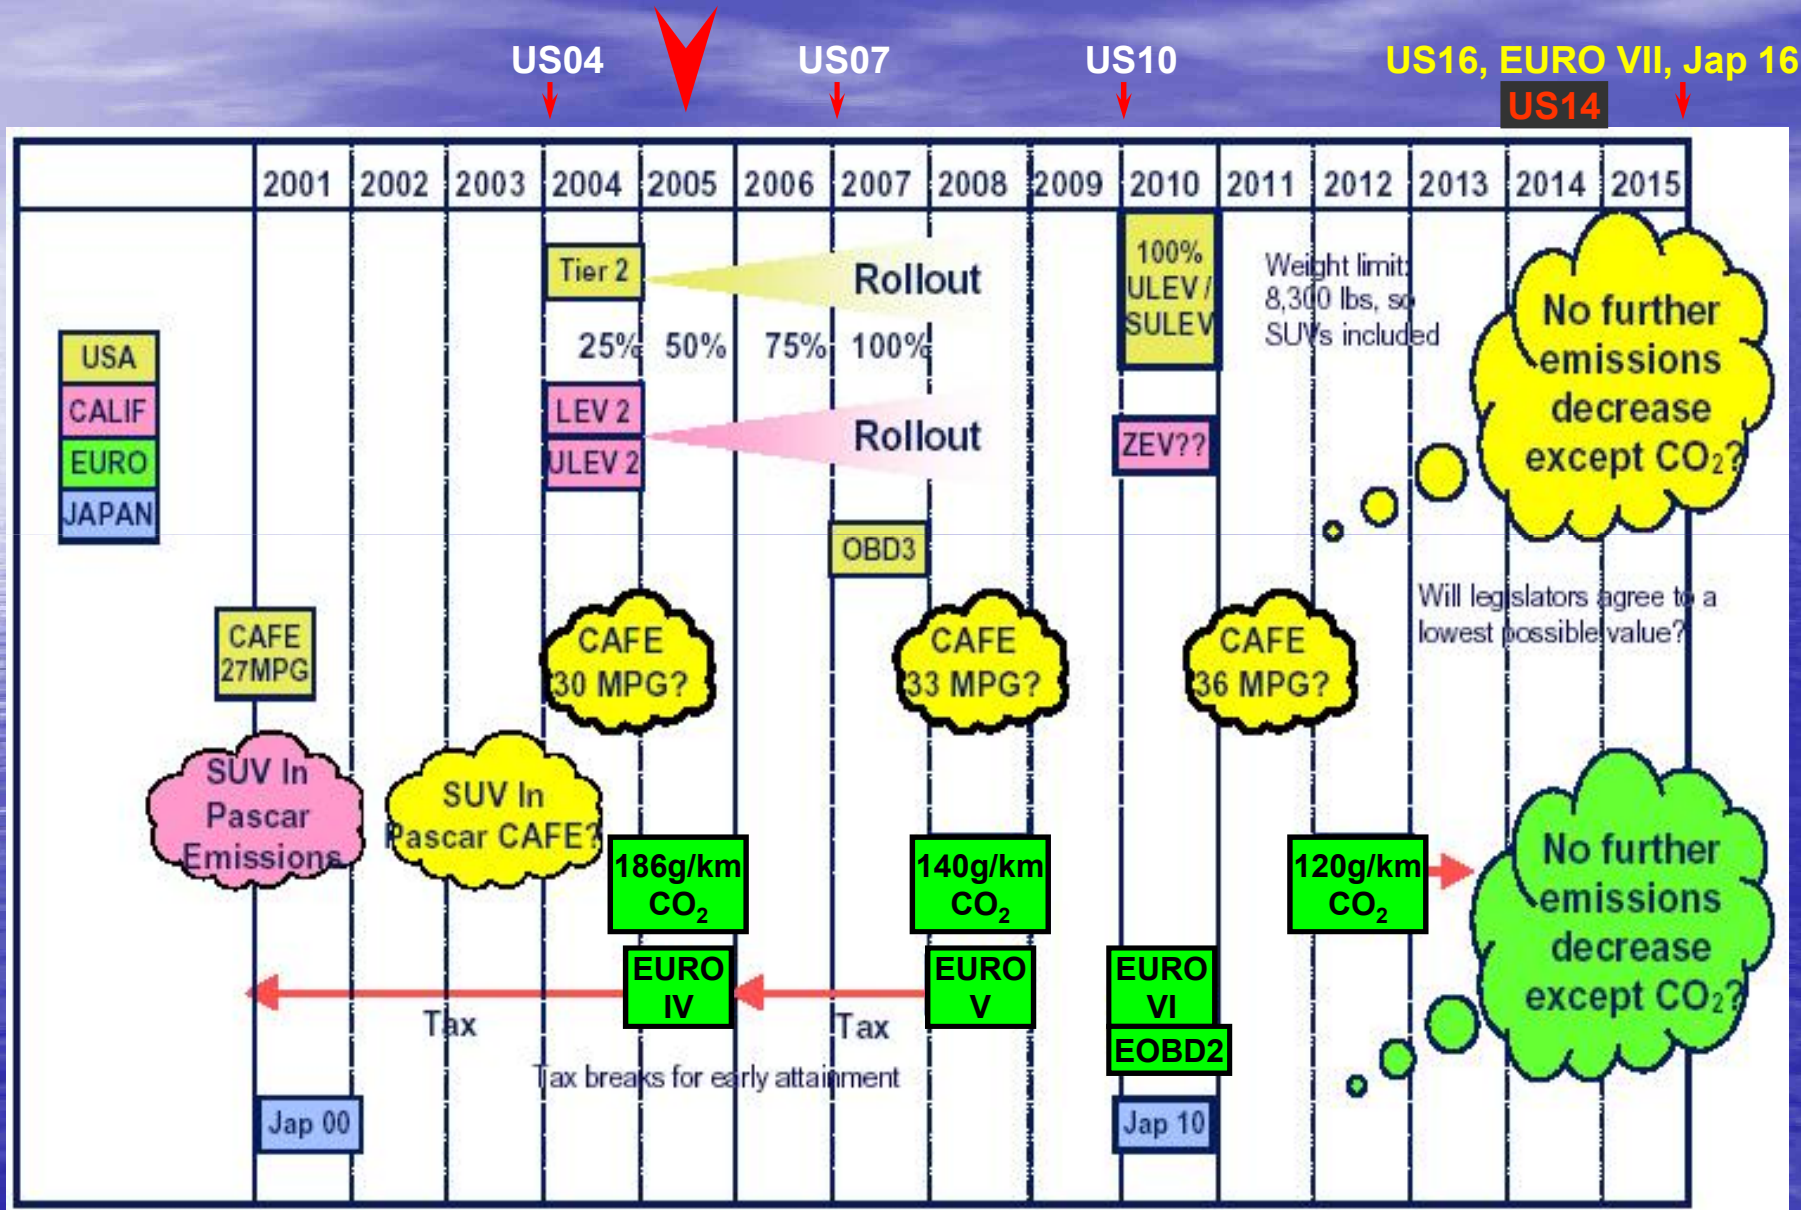 US04
US07
US10
US16, EURO VII, Jap 16
US14
2001 2002 2003 2004 2005 2006 2007 2008 2009 2010 2011 2012 2013 2014 2015
USA
CALIF
EURO
JAPAN
Tier 2
Rollout
25% 50% 75% 100%
LEV 2
ULEV 2
Rollout
100%
ULEV /
SULEV
ZEV??
Weight limit:
8,300 lbs, so
SUVs included
No further
emissions
decrease
except CO₂?
OBD3
Will legislators agree to a
lowest possible value?
CAFE
27MPG
CAFE
30 MPG?
CAFE
33 MPG?
CAFE
36 MPG?
SUV In
Pascar
Emissions
SUV In
Pascar CAFE?
186g/km
CO₂
140g/km
CO₂
120g/km
CO₂
No further
emissions
decrease
except CO₂?
EURO
IV
EURO
V
EURO
VI
EOBD2
Tax
Tax
Tax breaks for early attainment
Jap 00
Jap 10